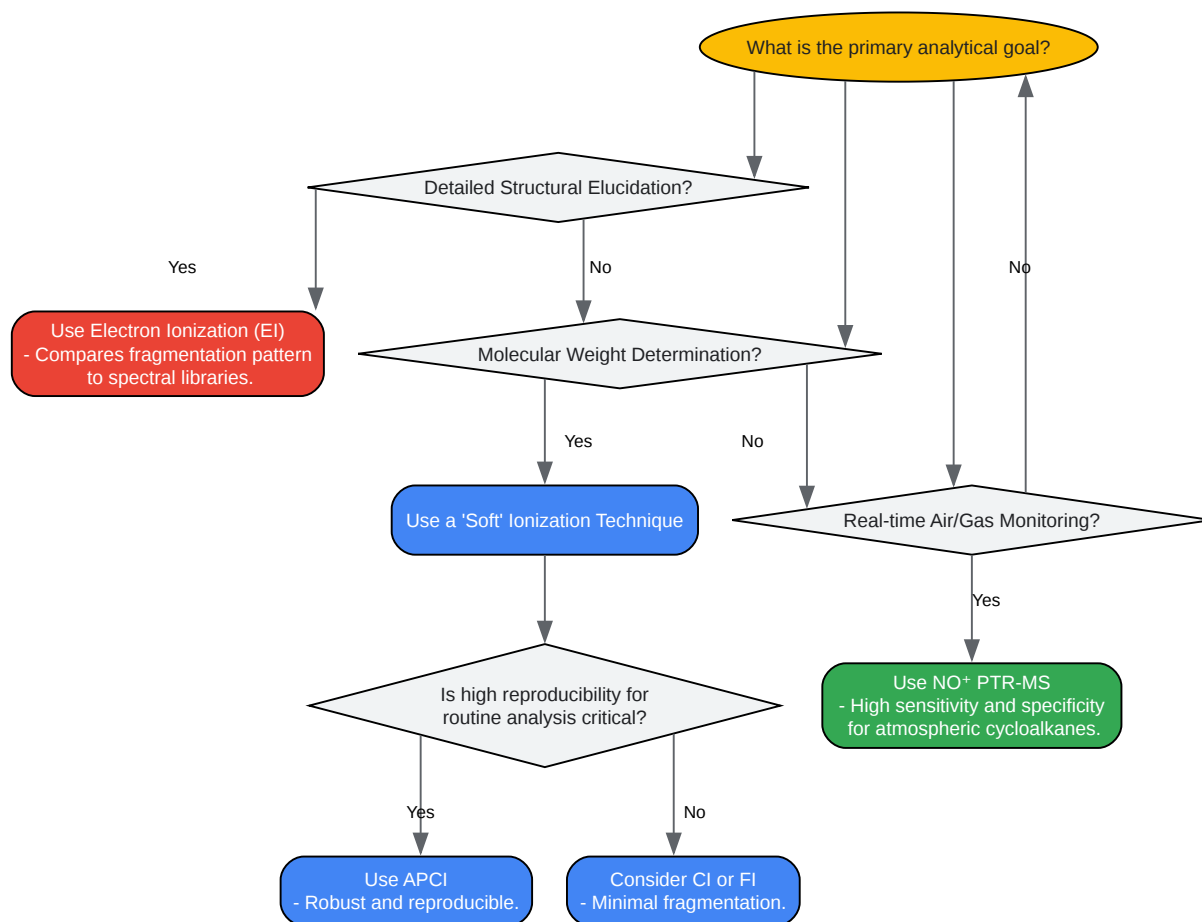 What is the primary analytical goal?
Detailed Structural Elucidation?
Yes
No
No
Use Electron Ionization (EI)
- Compares fragmentation pattern
to spectral libraries.
Molecular Weight Determination?
Yes
No
Use a 'Soft' Ionization Technique
Real-time Air/Gas Monitoring?
Yes
Is high reproducibility for
routine analysis critical?
Use NO⁺ PTR-MS
- High sensitivity and specificity
for atmospheric cycloalkanes.
Yes
No
Use APCI
- Robust and reproducible.
Consider CI or FI
- Minimal fragmentation.